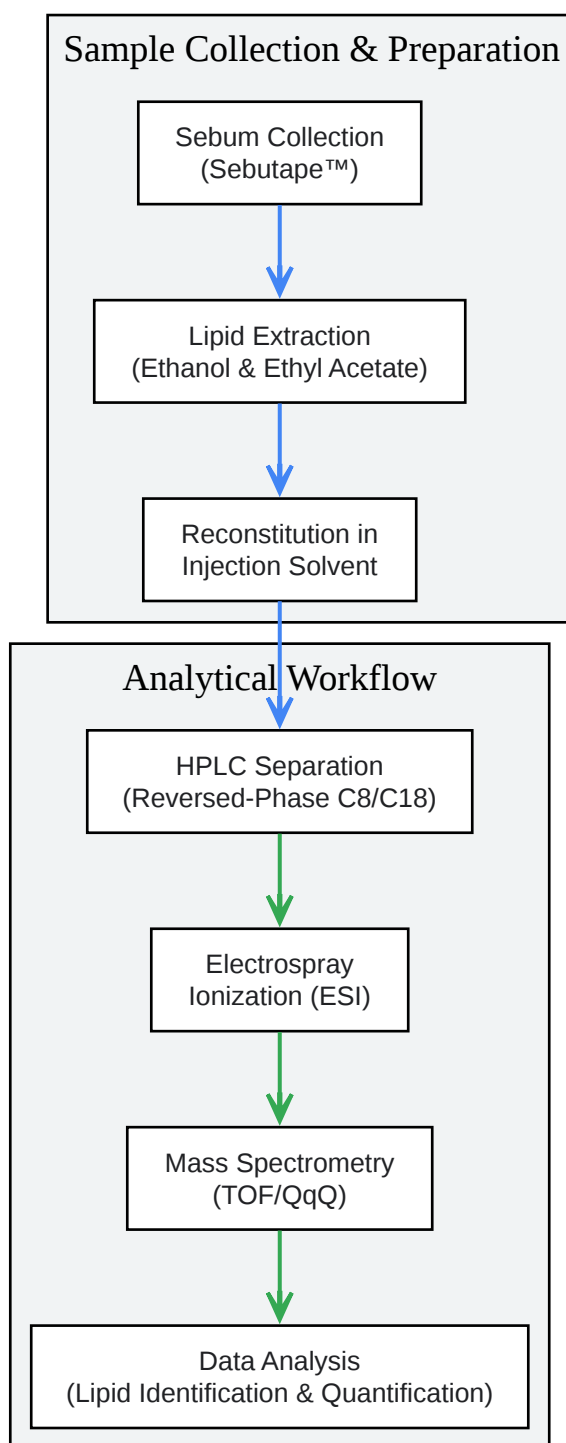 Sample Collection & Preparation
Sebum Collection
(Sebutape™)
Lipid Extraction
(Ethanol & Ethyl Acetate)
Reconstitution in
Injection Solvent
Analytical Workflow
HPLC Separation
(Reversed-Phase C8/C18)
Electrospray
Ionization (ESI)
Mass Spectrometry
(TOF/QqQ)
Data Analysis
(Lipid Identification & Quantification)